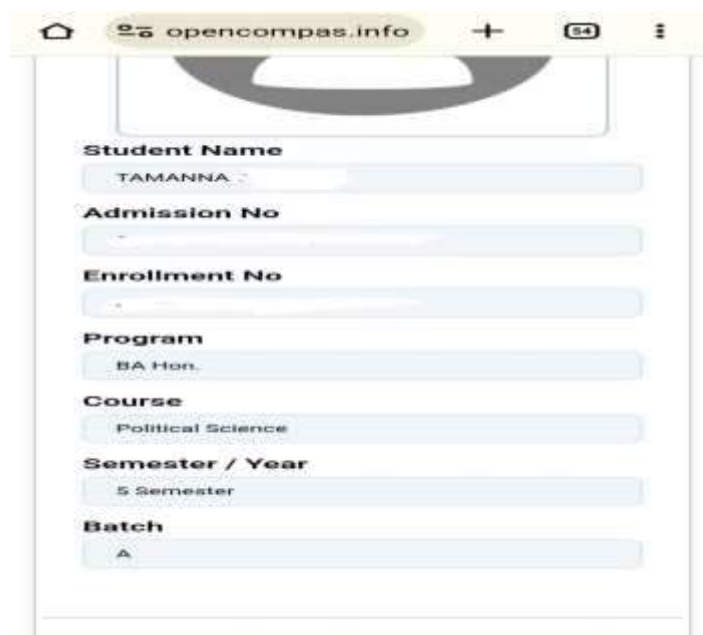 opencompas.info
54
Student Name
TAMANNA
Admission No
Enrollment No
Program
BA Hon.
Course
Political Science
Semester / Year
5 Semester
Batch
A